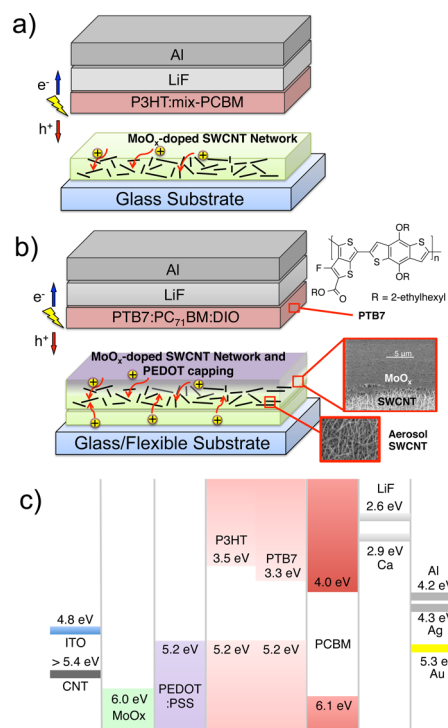 a)
Al
LiF
P3HT:mix-PCBM
e-
h+
MoOx-doped SWCNT Network
Glass Substrate
b)
Al
LiF
PTB7:PC71BM:DIO
e-
h+
MoOx-doped SWCNT Network and
PEDOT capping
Glass/Flexible Substrate
OR
S
S
n
F
S
S
RO
O
OR
R = 2-ethylhexyl
PTB7
5 µm
MoOx
SWCNT
Aerosol
SWCNT
c)
LiF
2.6 eV
P3HT
3.5 eV
PTB7
3.3 eV
2.9 eV
Ca
4.0 eV
Al
4.2 eV
4.3 eV
Ag
4.8 eV
ITO
5.2 eV
5.2 eV
5.2 eV
PCBM
5.3 e
Au
> 5.4 eV
CNT
6.0 eV
MoOx
PEDOT
:PSS
6.1 eV